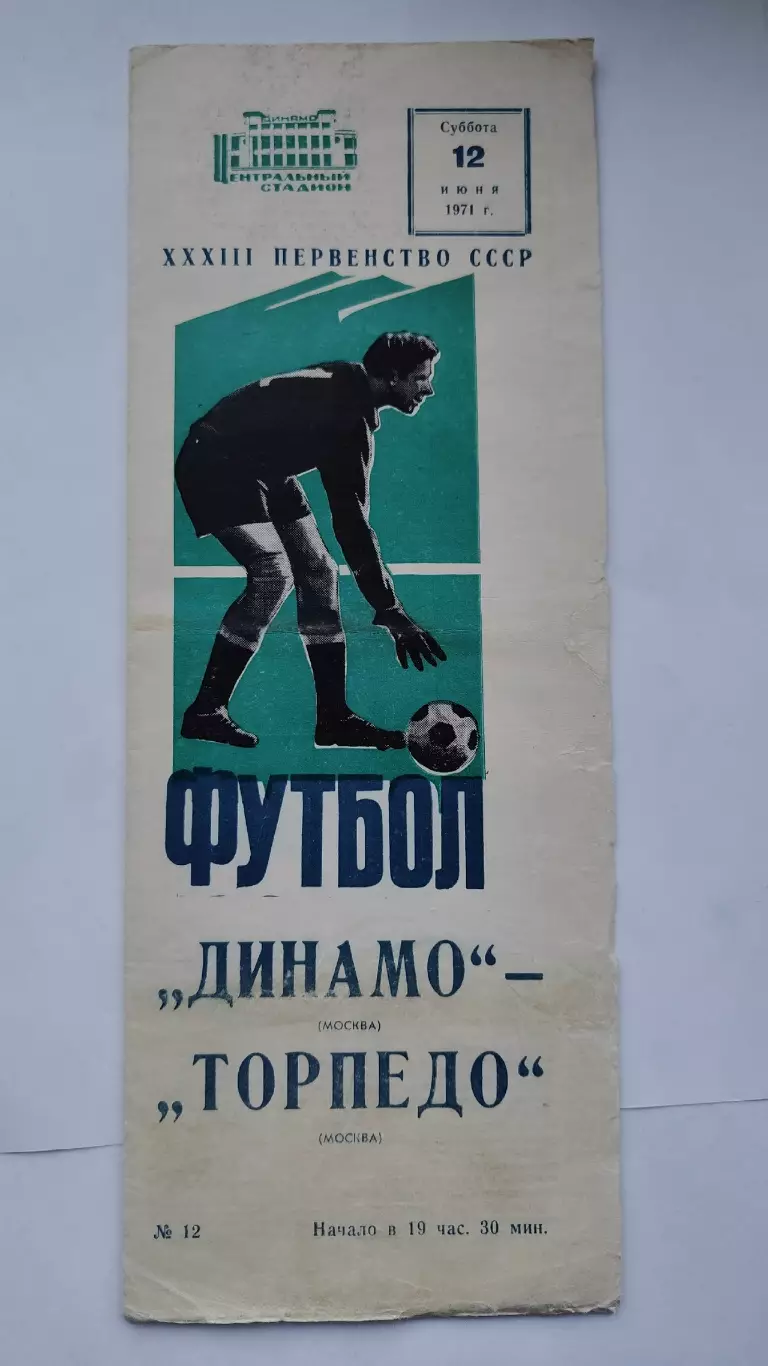 ДИНАМО
ЦЕНТРАЛЬНЫЙ
СТАДИОН
Суббота
12
июня
1971 г.
XXXIII ПЕРВЕНСТВО СССР
ФУТБОЛ
„ДИНАМО“ –
(МОСКВА)
„ТОРПЕДО“
(МОСКВА)
№ 12 Начало в 19 час. 30 мин.